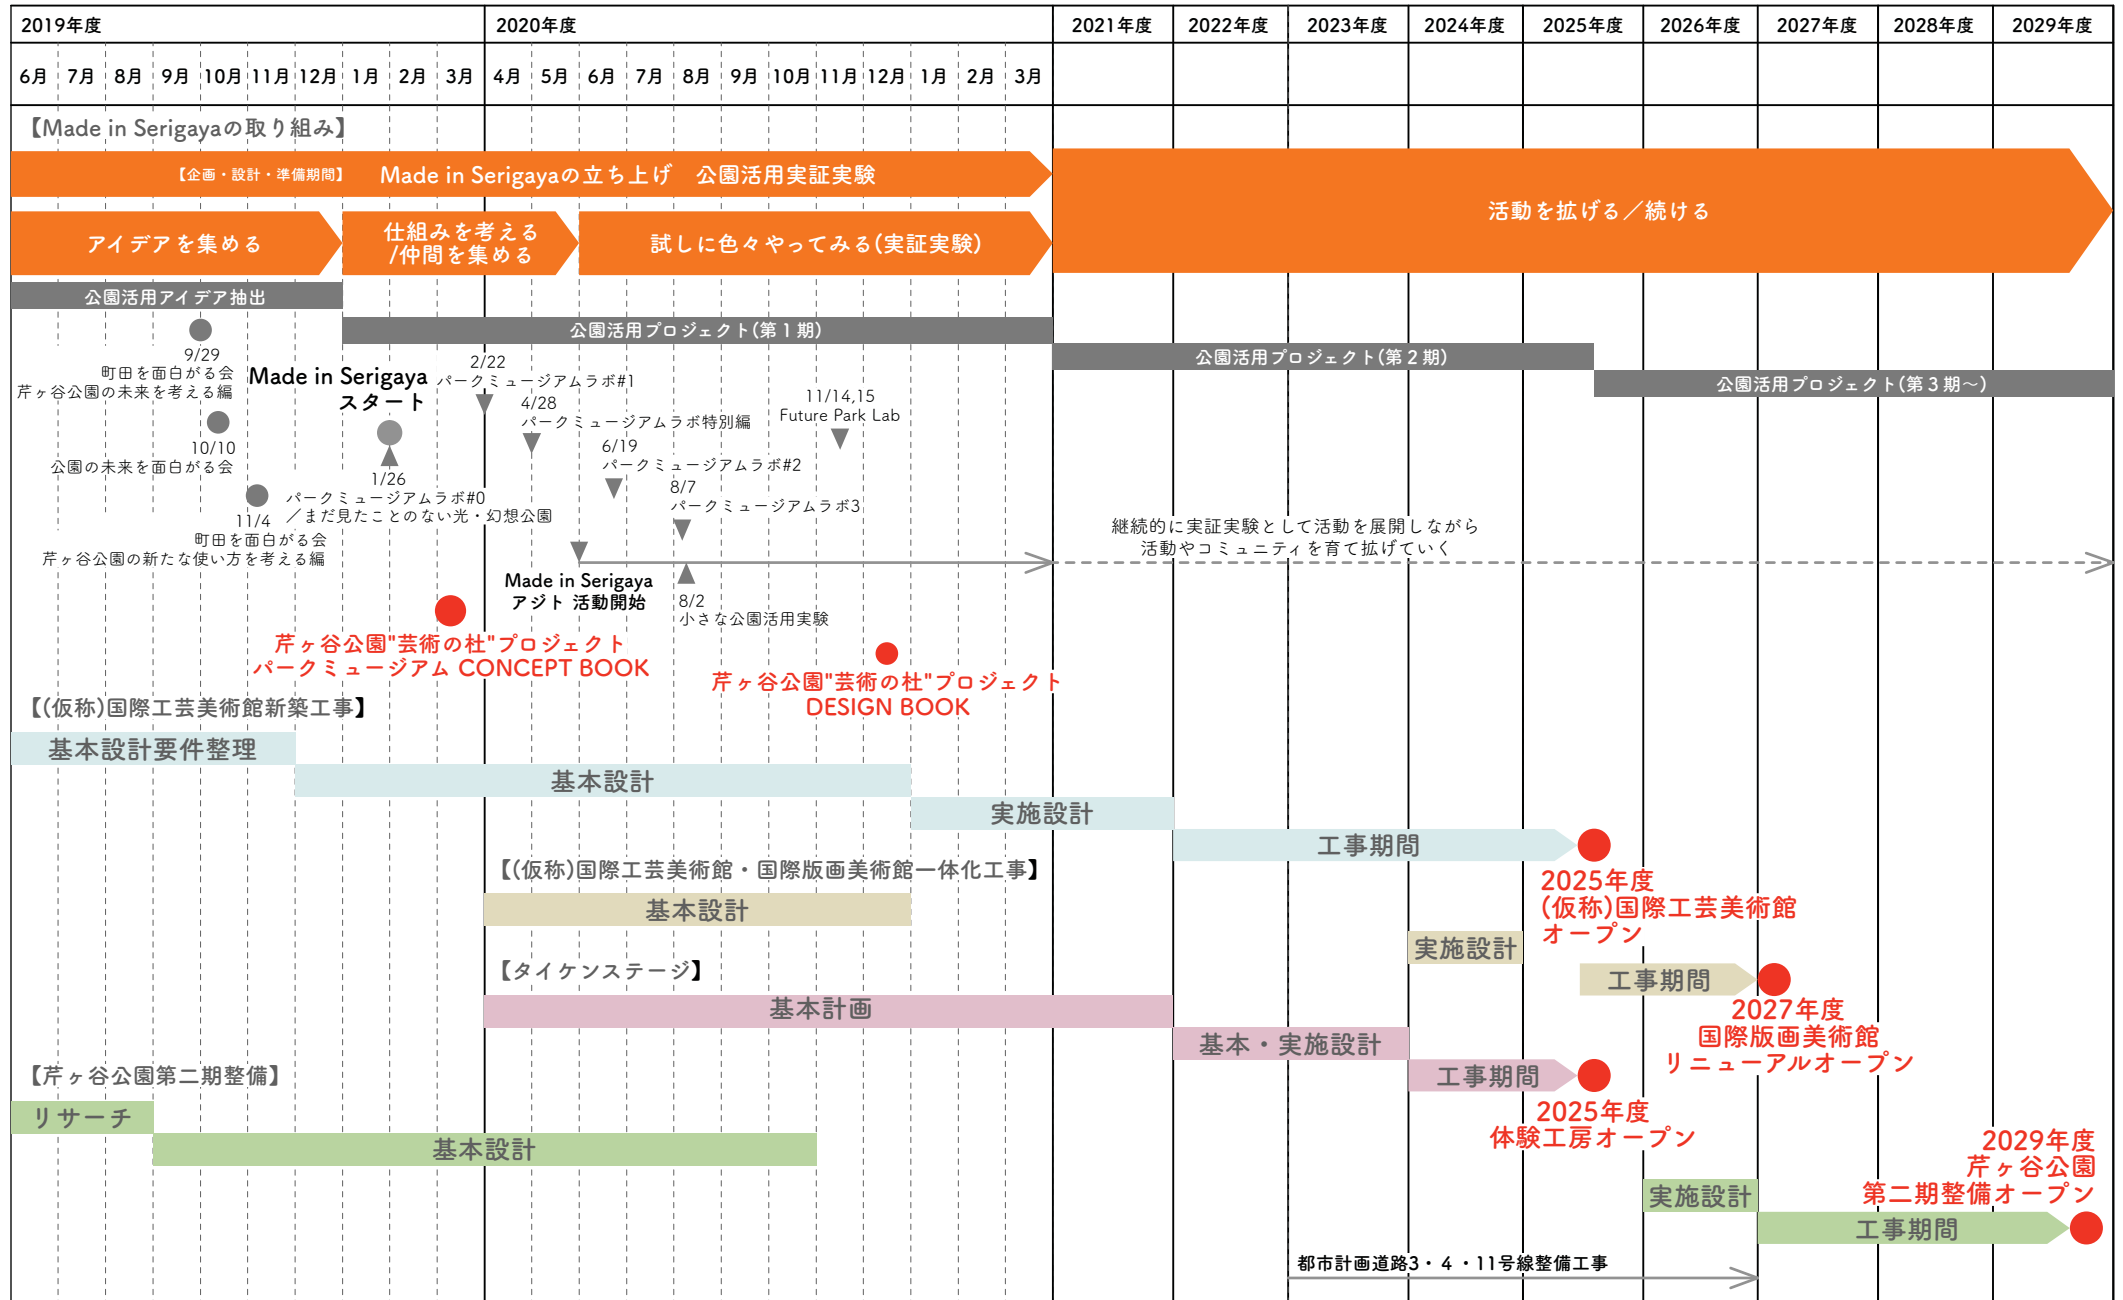 2019年度
2020年度
2021年度
2022年度
2023年度
2024年度
2025年度
2026年度
2027年度
2028年度
2029年度
6月
7月
8月
9月
10月
11月
12月
1月
2月
3月
4月
5月
6月
7月
8月
9月
10月
11月
12月
1月
2月
3月
【Made in Serigayaの取り組み】
【企画・設計・準備期間】 Made in Serigayaの立ち上げ 公園活用実証実験
活動を拡げる／続ける
アイデアを集める
仕組みを考える
/仲間を集める
試しに色々やってみる(実証実験)
公園活用アイデア抽出
公園活用プロジェクト(第１期)
公園活用プロジェクト(第２期)
公園活用プロジェクト(第３期〜)
9/29
町田を面白がる会
芹ヶ谷公園の未来を考える編
10/10
公園の未来を面白がる会
11/4
町田を面白がる会
芹ヶ谷公園の新たな使い方を考える編
Made in Serigaya
スタート
1/26
パークミュージアムラボ#0
／まだ見たことのない光・幻想公園
2/22
パークミュージアムラボ#1
4/28
パークミュージアムラボ特別編
6/19
パークミュージアムラボ#2
8/7
パークミュージアムラボ3
11/14,15
Future Park Lab
Made in Serigaya
アジト 活動開始
8/2
小さな公園活用実験
継続的に実証実験として活動を展開しながら
活動やコミュニティを育て拡げていく
芹ヶ谷公園"芸術の杜"プロジェクト
パークミュージアム CONCEPT BOOK
芹ヶ谷公園"芸術の杜"プロジェクト
DESIGN BOOK
【(仮称)国際工芸美術館新築工事】
基本設計要件整理
基本設計
実施設計
工事期間
2025年度
(仮称)国際工芸美術館
オープン
【(仮称)国際工芸美術館・国際版画美術館一体化工事】
基本設計
実施設計
工事期間
2027年度
国際版画美術館
リニューアルオープン
【タイケンステージ】
基本計画
基本・実施設計
工事期間
2025年度
体験工房オープン
【芹ヶ谷公園第二期整備】
リサーチ
基本設計
実施設計
工事期間
2029年度
芹ヶ谷公園
第二期整備オープン
都市計画道路3・4・11号線整備工事